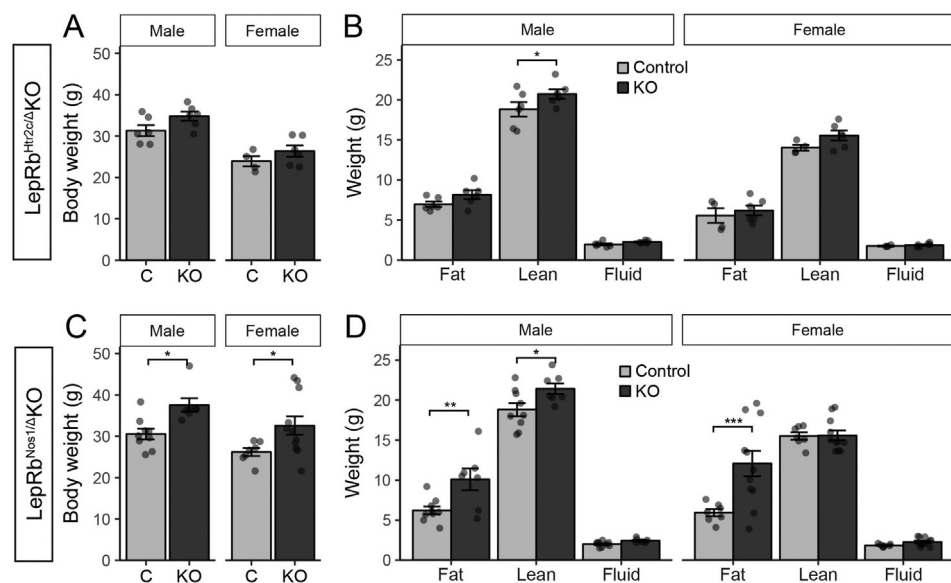 A
Male
Female
LepRb^Htr2c/ΔKO
Body weight (g)
50
40
30
20
10
0
C
KO
C
KO
B
Male
Female
Weight (g)
25
20
15
10
5
0
*
Control
KO
Fat
Lean
Fluid
Fat
Lean
Fluid
C
Male
Female
LepRb^Nos1/ΔKO
Body weight (g)
50
40
30
20
10
0
*
*
C
KO
C
KO
D
Male
Female
Weight (g)
25
20
15
10
5
0
**
*
***
Control
KO
Fat
Lean
Fluid
Fat
Lean
Fluid